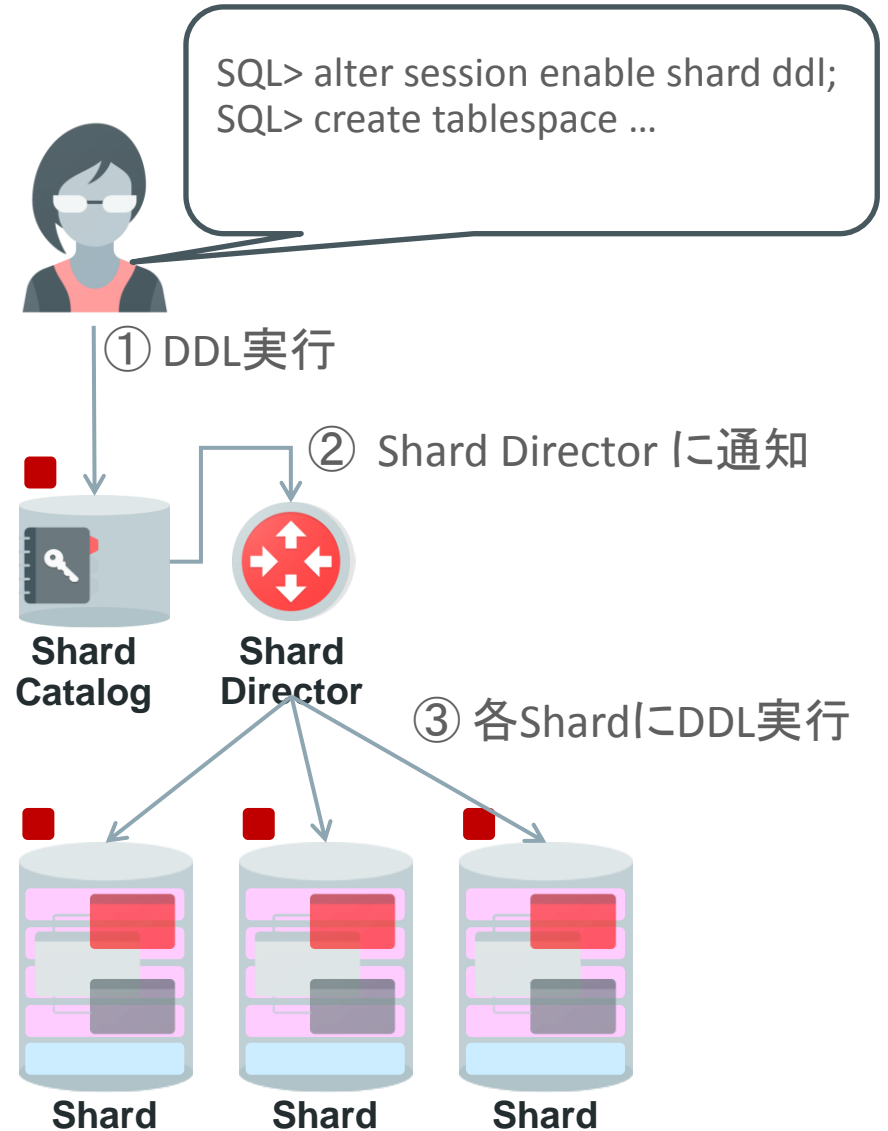 SQL> alter session enable shard ddl;
SQL> create tablespace …
① DDL実行
② Shard Director に通知
Shard
Catalog
Shard
Director
③ 各ShardにDDL実行
Shard
Shard
Shard